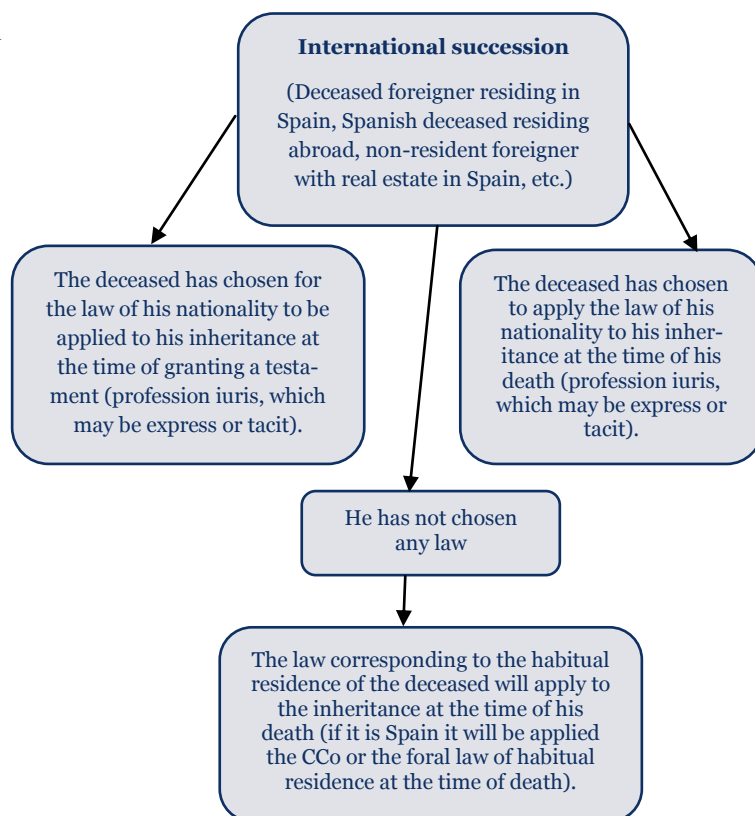 International succession
(Deceased foreigner residing in
Spain, Spanish deceased residing
abroad, non-resident foreigner
with real estate in Spain, etc.)
The deceased has chosen for
the law of his nationality to be
applied to his inheritance at
the time of granting a testa-
ment (profession iuris, which
may be express or tacit).
The deceased has chosen
to apply the law of his
nationality to his inher-
itance at the time of his
death (profession iuris,
which may be express or
tacit).
He has not chosen
any law
The law corresponding to the habitual
residence of the deceased will apply to
the inheritance at the time of his
death (if it is Spain it will be applied
the CCo or the foral law of habitual
residence at the time of death).